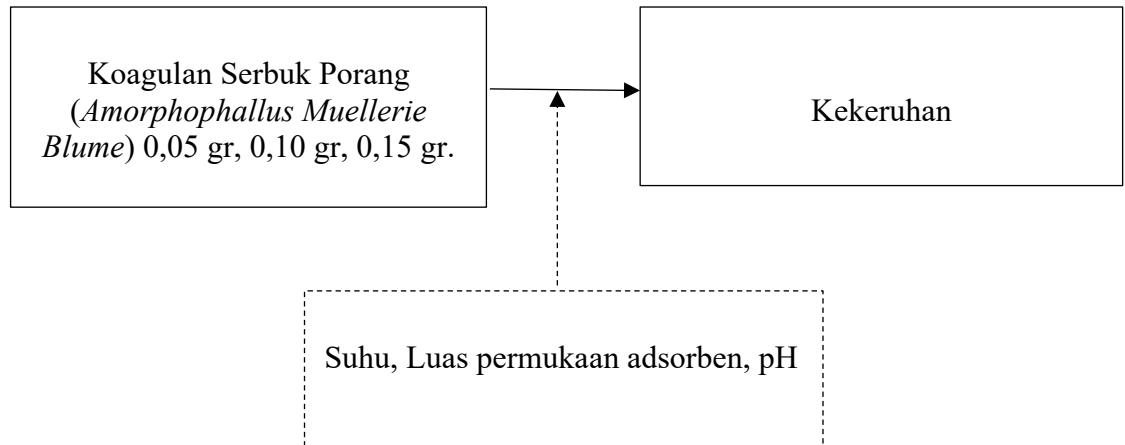 Koagulan Serbuk Porang
(Amorphophallus Muellerie
Blume) 0,05 gr, 0,10 gr, 0,15 gr.
Kekeruhan
Suhu, Luas permukaan adsorben, pH